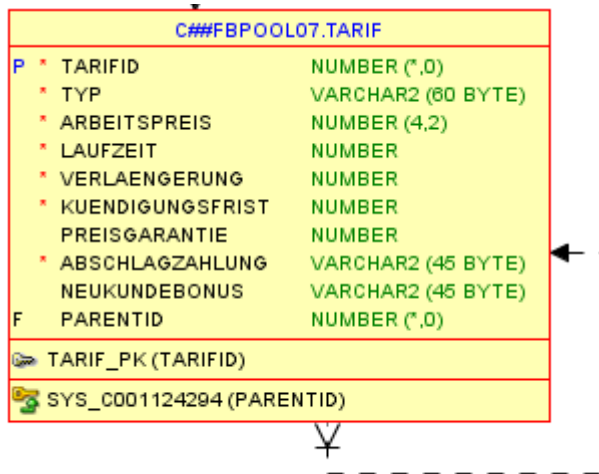 C##FBPOOL07.TARIF
P * TARIFID NUMBER (*,0)
* TYP VARCHAR2 (60 BYTE)
* ARBEITSPREIS NUMBER (4,2)
* LAUFZEIT NUMBER
* VERLAENGERUNG NUMBER
* KUENDIGUNGSFRIST NUMBER
PREISGARANTIE NUMBER
* ABSCHLAGZAHLUNG VARCHAR2 (45 BYTE)
NEUKUNDEBONUS VARCHAR2 (45 BYTE)
F PARENTID NUMBER (*,0)
TARIF_PK (TARIFID)
SYS_C001124294 (PARENTID)